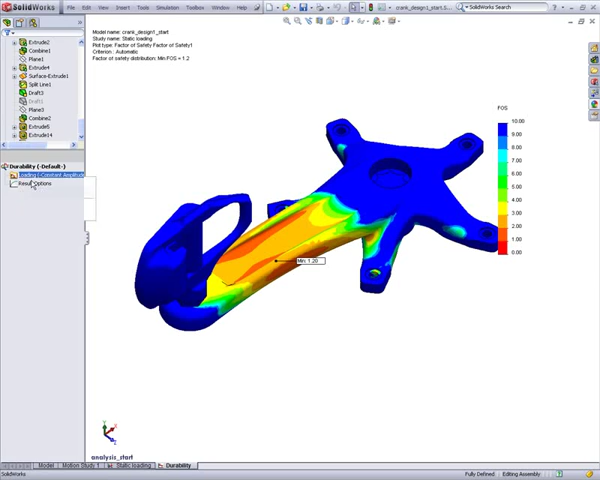 SolidWorks
File Edit View Insert Tools Simulation Toolbox Window Help
crank_design1_start.S...
SolidWorks Search
Model name: crank_design1_start
Study name: Static loading
Plot type: Factor of Safety Factor of Safety1
Criterion : Automatic
Factor of safety distribution: Min FOS = 1.2
Extrude2
Combine1
Plane1
Extrude4
Surface-Extrude1
Split Line1
Draft3
Draft1
Plane3
Combine2
Extrude5
Extrude14
Durability (-Default-)
Loading (-Constant Amplitude
Result Options
FOS
10.00
9.00
8.00
7.00
6.00
5.00
4.00
3.00
2.00
1.00
0.00
Min: 1.20
Y
X
Z
analysis_start
Model Motion Study 1 Static loading Durability
SolidWorks
Fully Defined Editing Assembly